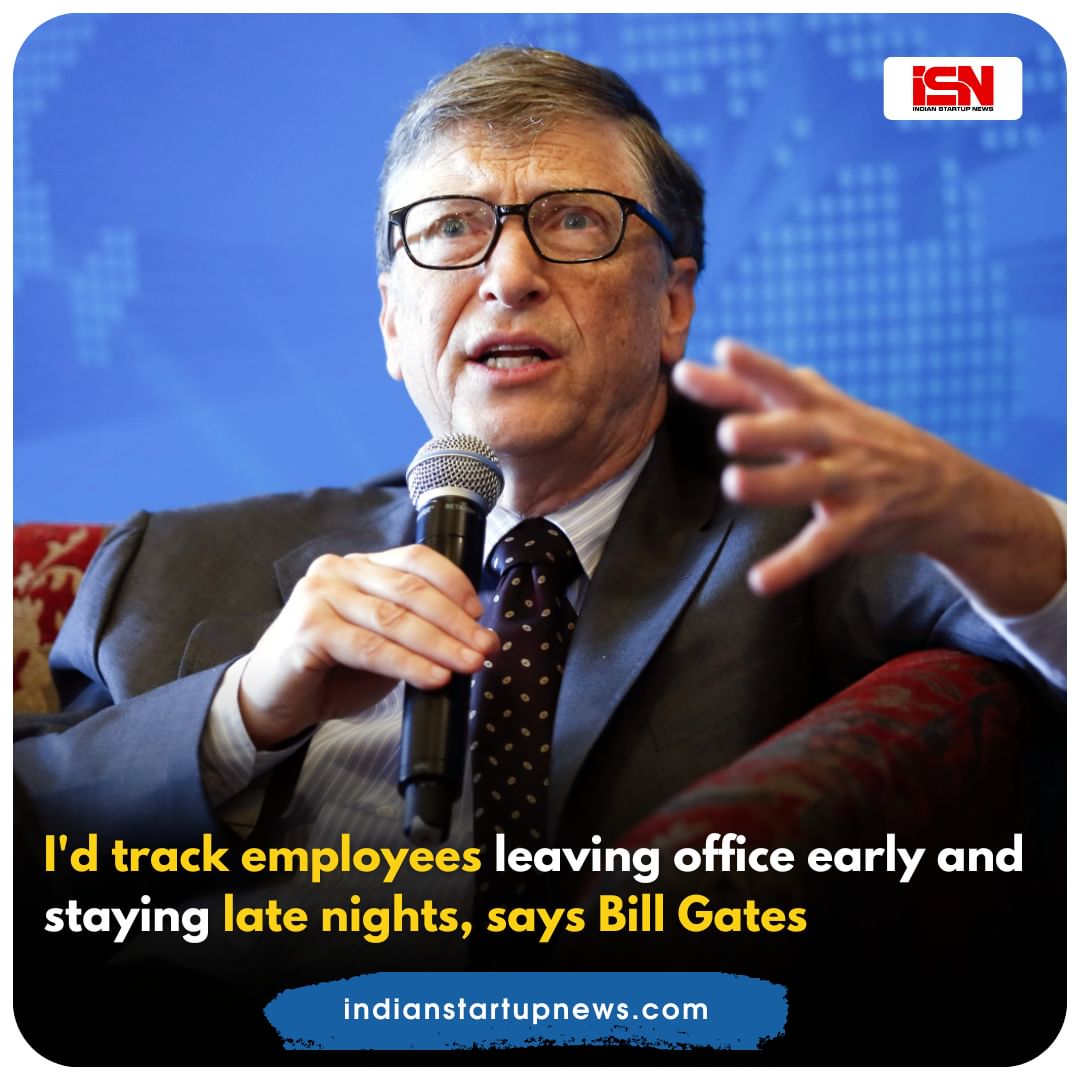 iSN
INDIAN STARTUP NEWS
I'd track employees leaving office early and
staying late nights, says Bill Gates
indianstartupnews.com